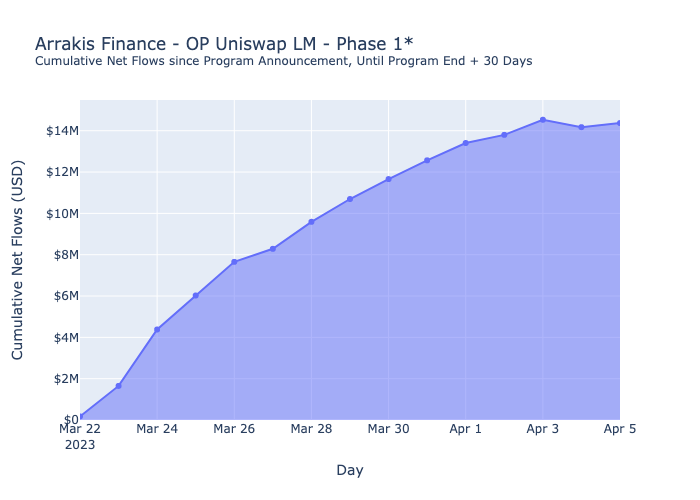 Arrakis Finance - OP Uniswap LM - Phase 1*
Cumulative Net Flows since Program Announcement, Until Program End + 30 Days
Cumulative Net Flows (USD)
$14M
$12M
$10M
$8M
$6M
$4M
$2M
$0
Mar 22 Mar 24 Mar 26 Mar 28 Mar 30 Apr 1 Apr 3 Apr 5
2023
Day